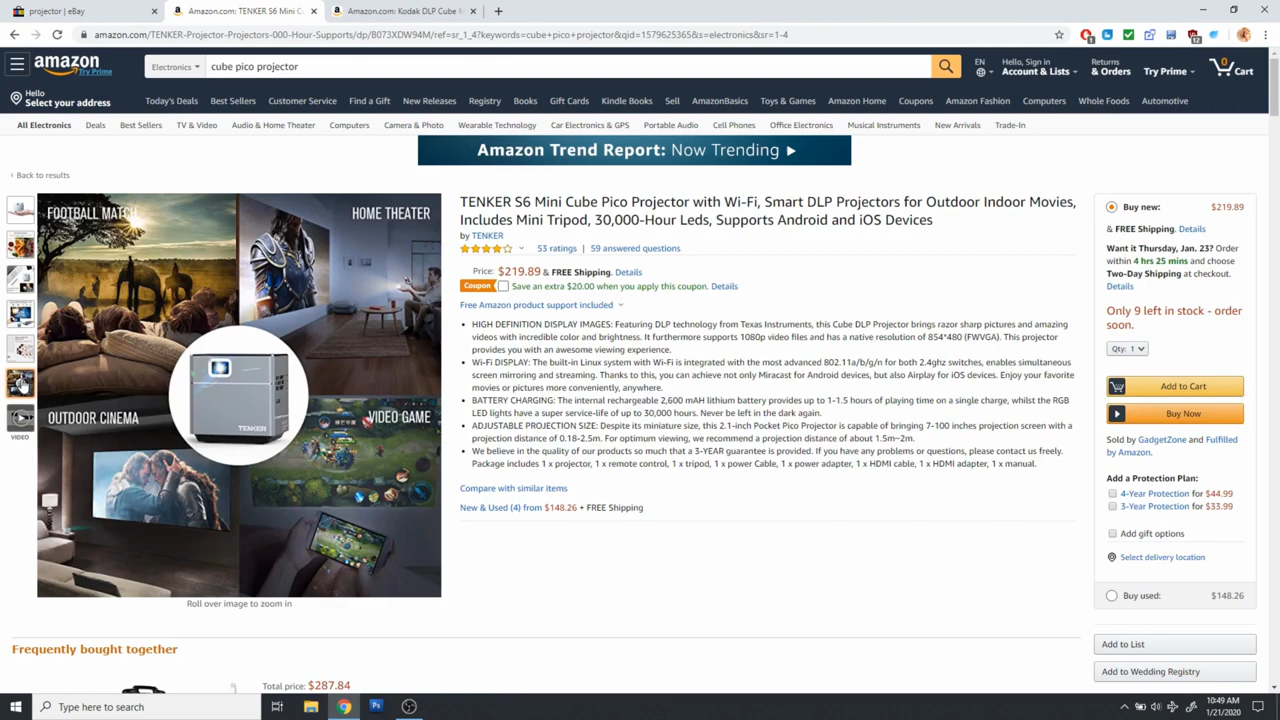 projector | eBay
Amazon.com: TENKER S6 Mini C
Amazon.com: Kodak DLP Cube M
amazon.com/TENKER-Projector-Projectors-000-Hour-Supports/dp/B073XDW94M/ref=sr_1_4?keywords=cube+pico+projector&qid=1579625365&s=electronics&sr=1-4
1
12
amazon
Try Prime
Electronics
cube pico projector
EN
Hello, Sign in
Account & Lists
Returns
& Orders
Try Prime
0
Cart
Hello
Select your address
Today's Deals
Best Sellers
Customer Service
Find a Gift
New Releases
Registry
Books
Gift Cards
Kindle Books
Sell
AmazonBasics
Toys & Games
Amazon Home
Coupons
Amazon Fashion
Computers
Whole Foods
Automotive
All Electronics
Deals
Best Sellers
TV & Video
Audio & Home Theater
Computers
Camera & Photo
Wearable Technology
Car Electronics & GPS
Portable Audio
Cell Phones
Office Electronics
Musical Instruments
New Arrivals
Trade-In
Amazon Trend Report: Now Trending
‹ Back to results
FOOTBALL MATCH
HOME THEATER
OUTDOOR CINEMA
VIDEO GAME
TENKER
VIDEO
Roll over image to zoom in
TENKER S6 Mini Cube Pico Projector with Wi-Fi, Smart DLP Projectors for Outdoor Indoor Movies,
Includes Mini Tripod, 30,000-Hour Leds, Supports Android and iOS Devices
by TENKER
53 ratings | 59 answered questions
Price: $219.89 & FREE Shipping. Details
Coupon Save an extra $20.00 when you apply this coupon. Details
Free Amazon product support included
• HIGH DEFINITION DISPLAY IMAGES: Featuring DLP technology from Texas Instruments, this Cube DLP Projector brings razor sharp pictures and amazing
videos with incredible color and brightness. It furthermore supports 1080p video files and has a native resolution of 854*480 (FWVGA). This projector
provides you with an awesome viewing experience.
• Wi-Fi DISPLAY: The built-in Linux system with Wi-Fi is integrated with the most advanced 802.11a/b/g/n for both 2.4ghz switches, enables simultaneous
screen mirroring and streaming. Thanks to this, you can achieve not only Miracast for Android devices, but also Airplay for iOS devices. Enjoy your favorite
movies or pictures more conveniently, anywhere.
• BATTERY CHARGING: The internal rechargeable 2,600 mAH lithium battery provides up to 1-1.5 hours of playing time on a single charge, whilst the RGB
LED lights have a super service-life of up to 30,000 hours. Never be left in the dark again.
• ADJUSTABLE PROJECTION SIZE: Despite its miniature size, this 2.1-inch Pocket Pico Projector is capable of bringing 7-100 inches projection screen with a
projection distance of 0.18-2.5m. For optimum viewing, we recommend a projection distance of about 1.5m~2m.
• We believe in the quality of our products so much that a 3-YEAR guarantee is provided. If you have any problems or questions, please contact us freely.
Package includes 1 x projector, 1 x remote control, 1 x tripod, 1 x power Cable, 1 x power adapter, 1 x HDMI cable, 1 x HDMI adapter, 1 x manual.
Compare with similar items
New & Used (4) from $148.26 + FREE Shipping
Buy new: $219.89
& FREE Shipping. Details
Want it Thursday, Jan. 23? Order
within 4 hrs 25 mins and choose
Two-Day Shipping at checkout.
Details
Only 9 left in stock - order
soon.
Qty: 1
Add to Cart
Buy Now
Sold by GadgetZone and Fulfilled
by Amazon.
Add a Protection Plan:
4-Year Protection for $44.99
3-Year Protection for $33.99
Add gift options
Select delivery location
Buy used: $148.26
Add to List
Add to Wedding Registry
Frequently bought together
Total price: $287.84
Type here to search
Ps
10:49 AM
1/21/2020